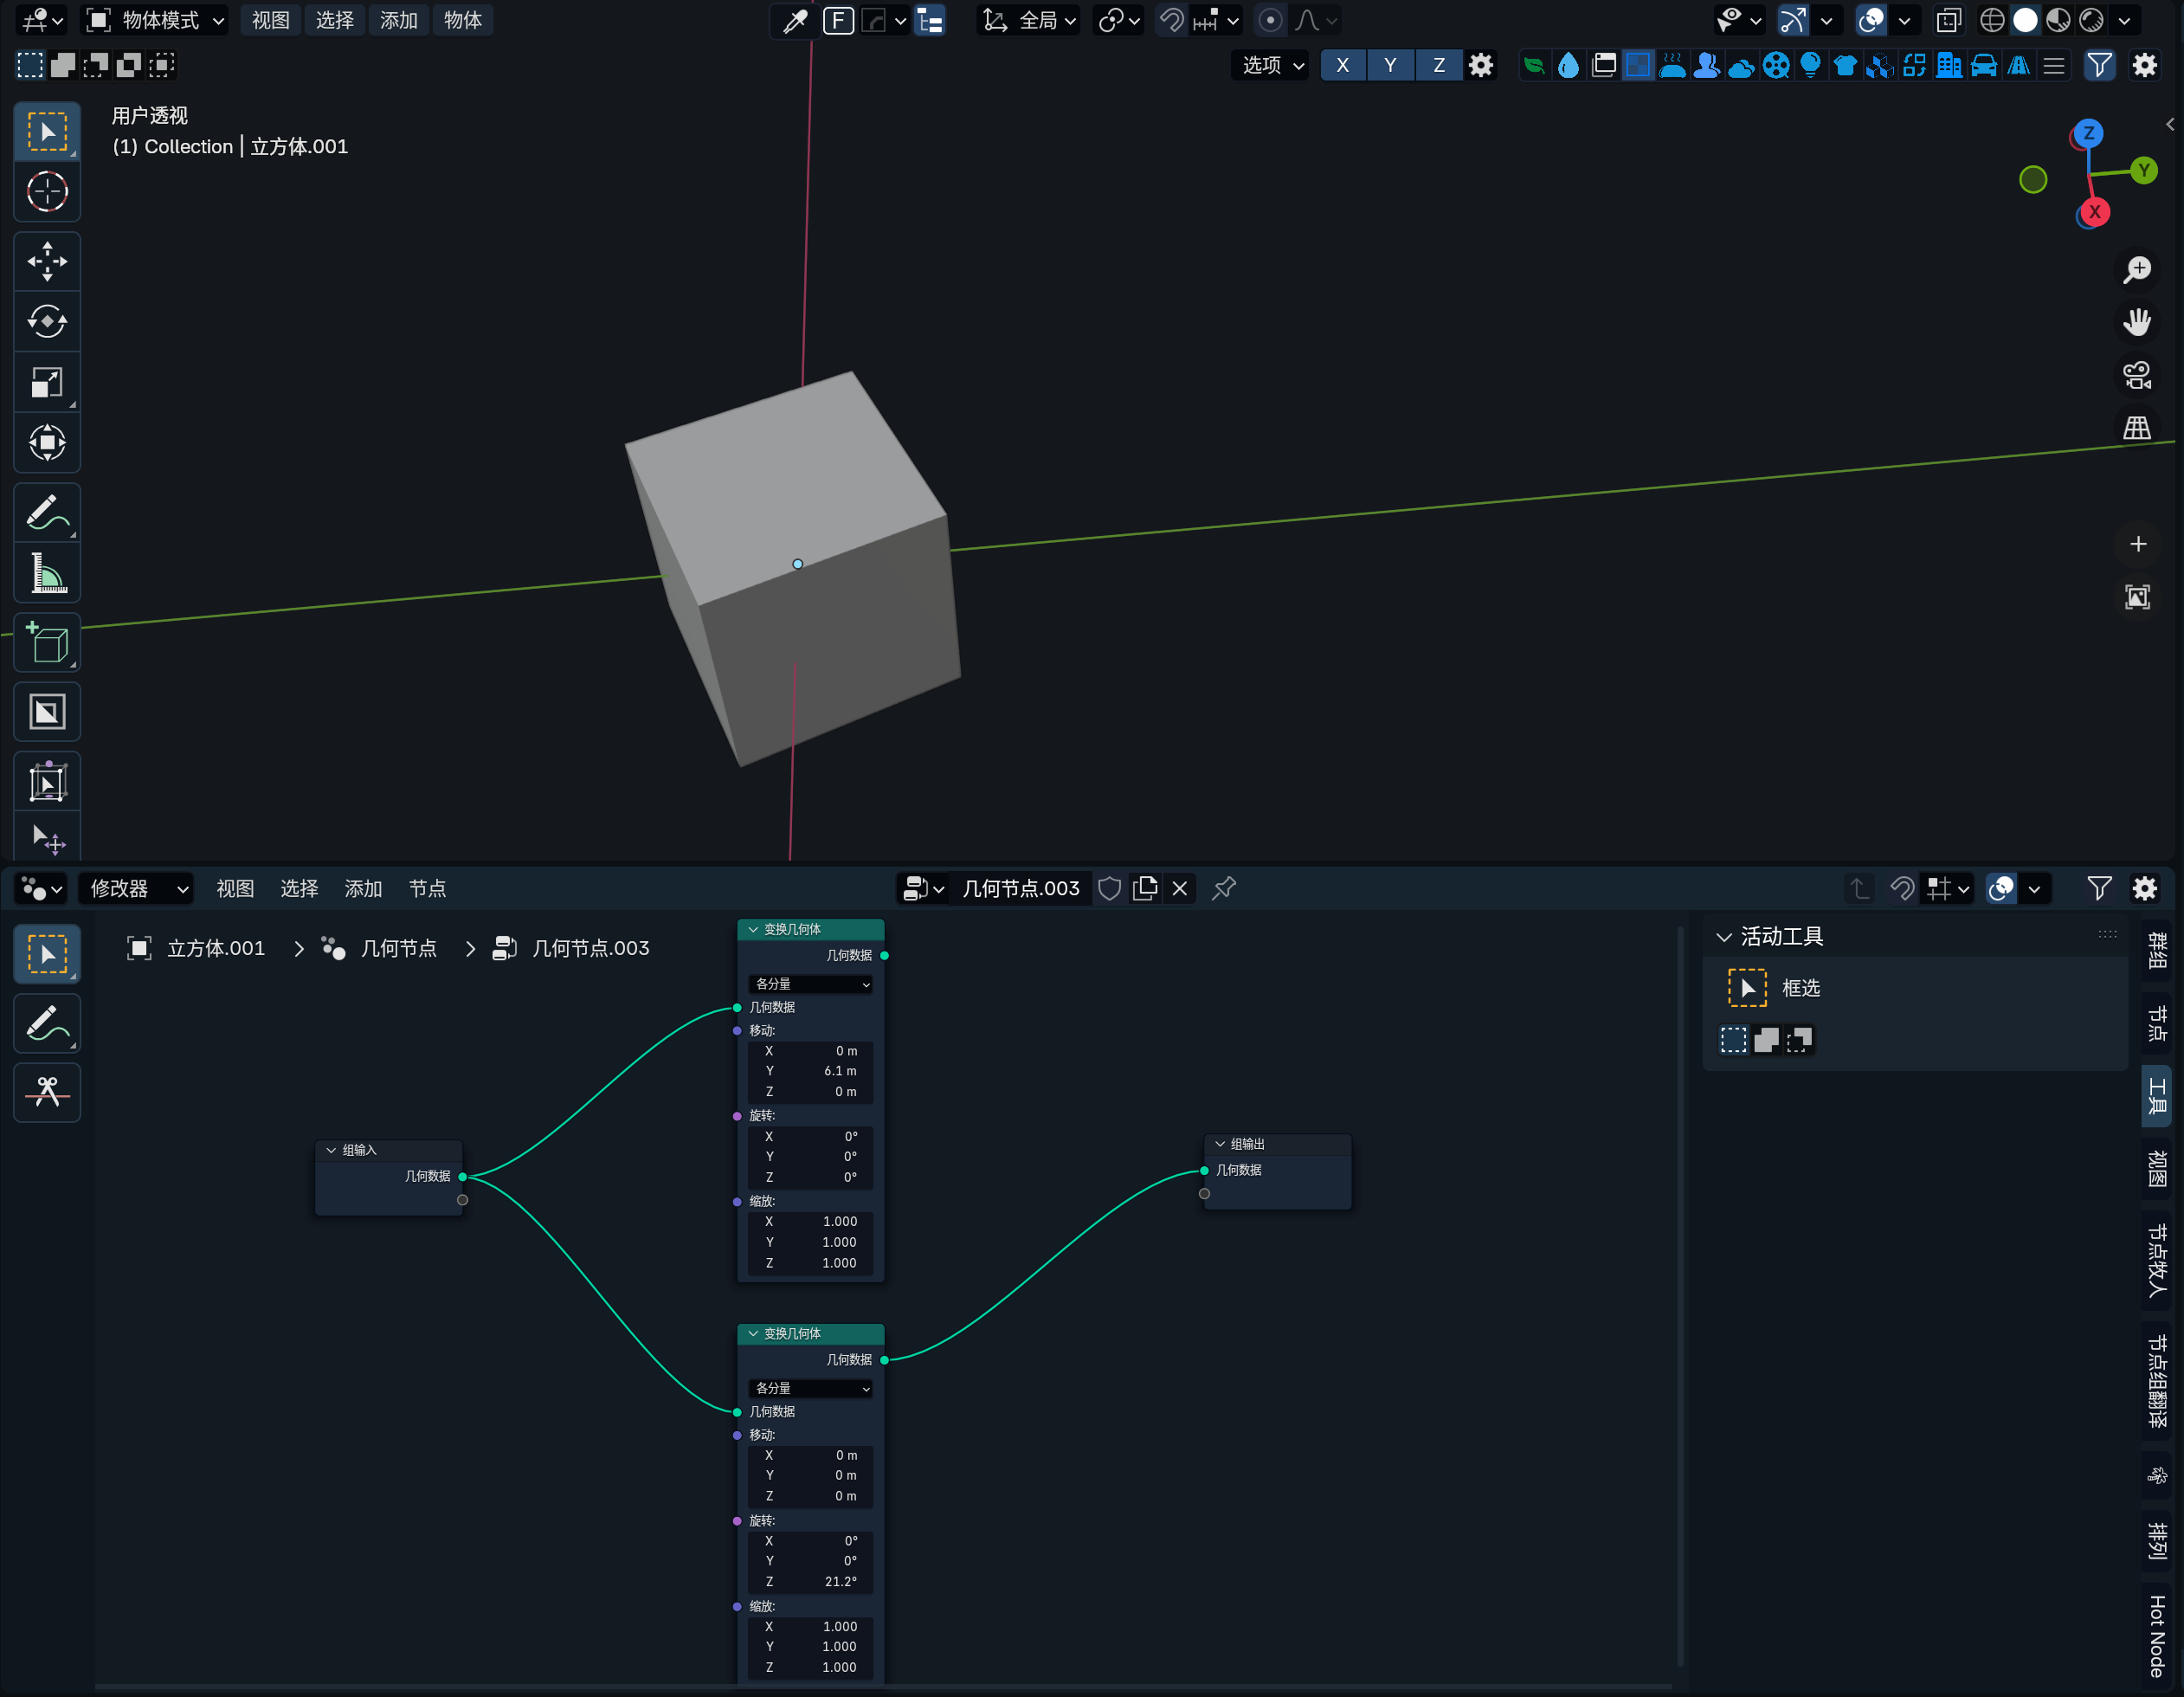 物体模式 视图 选择 添加 物体 F 全局
选项 X Y Z
用户透视
(1) Collection | 立方体.001
Z
Y
X
修改器 视图 选择 添加 节点 几何节点.003
立方体.001 > 几何节点 > 几何节点.003
变换几何体
几何数据
各分量
几何数据
移动:
X 0 m
Y 6.1 m
Z 0 m
旋转:
X 0°
Y 0°
Z 0°
缩放:
X 1.000
Y 1.000
Z 1.000
组输入
几何数据
组输出
几何数据
变换几何体
几何数据
各分量
几何数据
移动:
X 0 m
Y 0 m
Z 0 m
旋转:
X 0°
Y 0°
Z 21.2°
缩放:
X 1.000
Y 1.000
Z 1.000
活动工具
框选
群组
节点
工具
视图
节点牧人
节点组翻译
排列
Hot Node